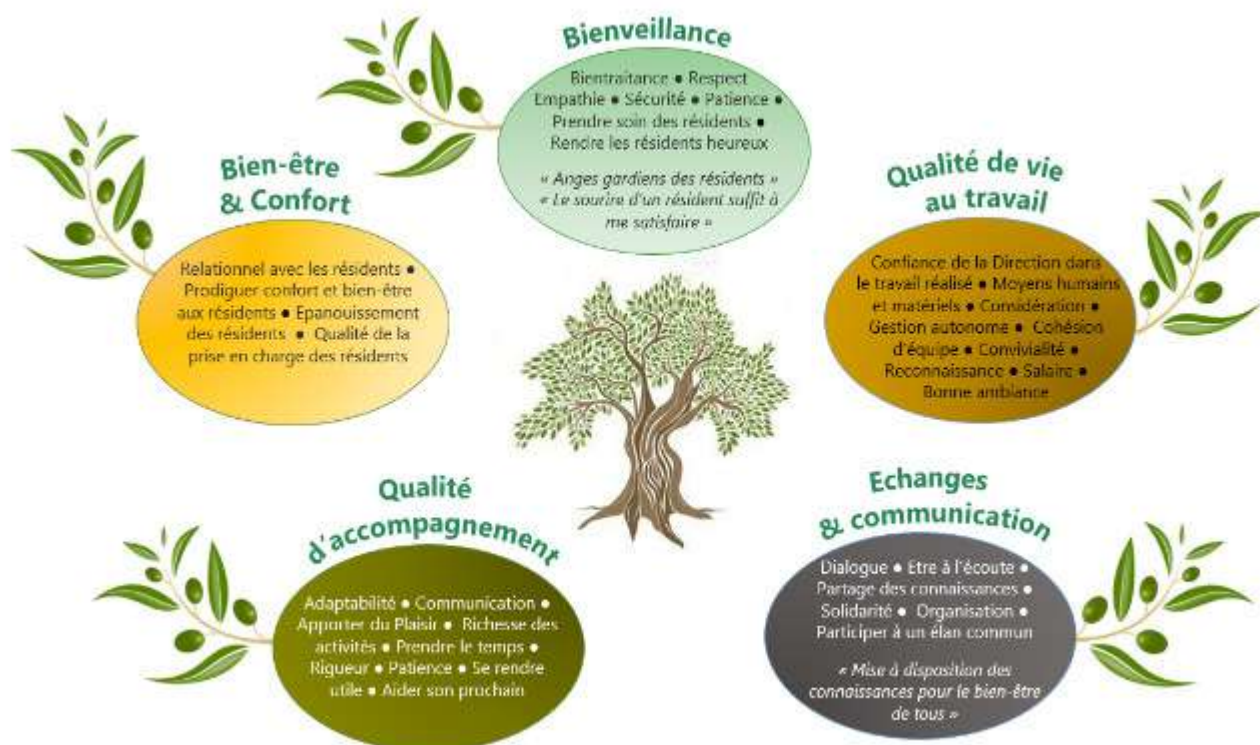 Bienveillance
Bientraitance ● Respect
Empathie ● Sécurité ● Patience ●
Prendre soin des résidents ●
Rendre les résidents heureux
« Anges gardiens des résidents »
« Le sourire d'un résident suffit à
me satisfaire »
Bien-être
& Confort
Relationnel avec les résidents ●
Prodiguer confort et bien-être
aux résidents ● Epanouissement
des résidents ● Qualité de la
prise en charge des résidents
Qualité de vie
au travail
Confiance de la Direction dans
le travail réalisé ● Moyens humains
et matériels ● Considération ●
Gestion autonome ● Cohésion
d'équipe ● Convivialité ●
Reconnaissance ● Salaire ●
Bonne ambiance
Qualité
d'accompagnement
Adaptabilité ● Communication ●
Apporter du Plaisir ● Richesse des
activités ● Prendre le temps ●
Rigueur ● Patience ● Se rendre
utile ● Aider son prochain
Echanges
& communication
Dialogue ● Etre à l'écoute ●
Partage des connaissances ●
Solidarité ● Organisation ●
Participer à un élan commun
« Mise à disposition des
connaissances pour le bien-être
de tous »